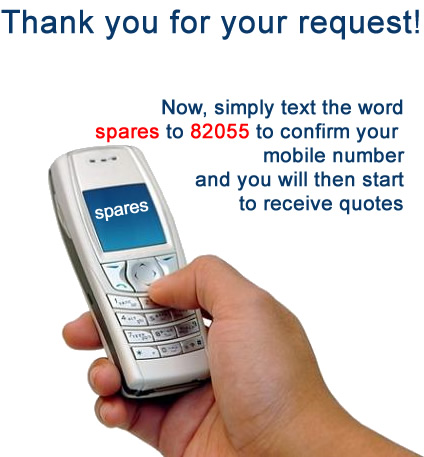 Thank you for your request!
Now, simply text the word
spares to 82055 to confirm your
mobile number
and you will then start
to receive quotes
spares